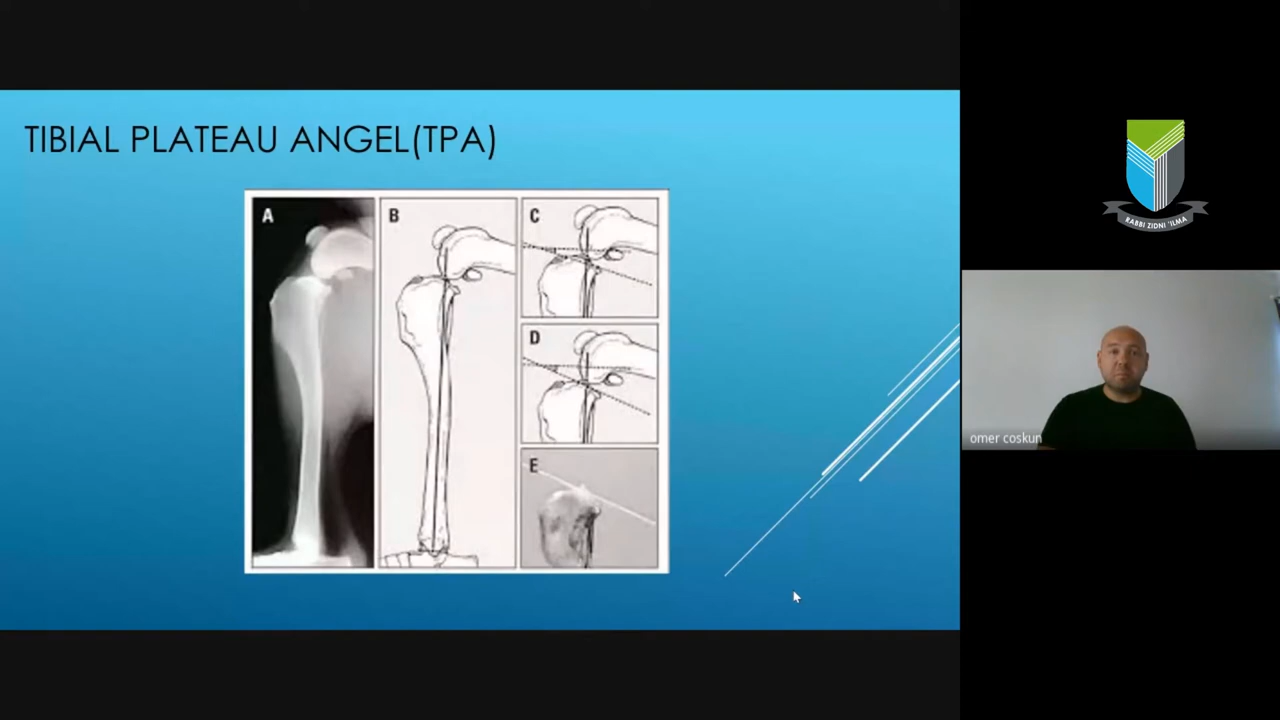 TIBIAL PLATEAU ANGEL(TPA)
A
B
C
D
E
RABBI ZIDNI 'ILMA
omer coskun